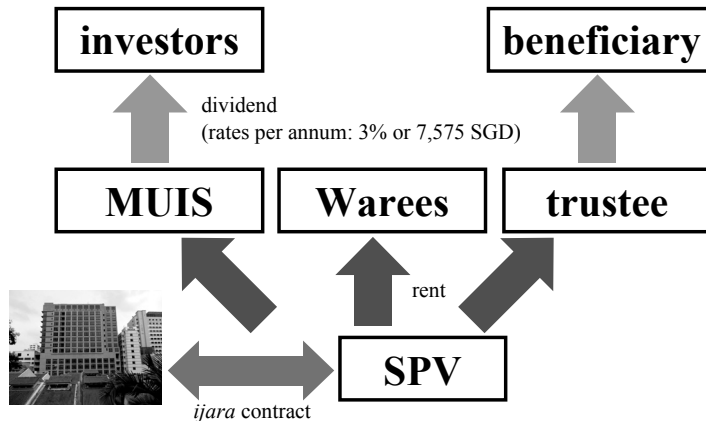 investors
beneficiary
dividend
(rates per annum: 3% or 7,575 SGD)
MUIS
Warees
trustee
rent
SPV
ijara contract